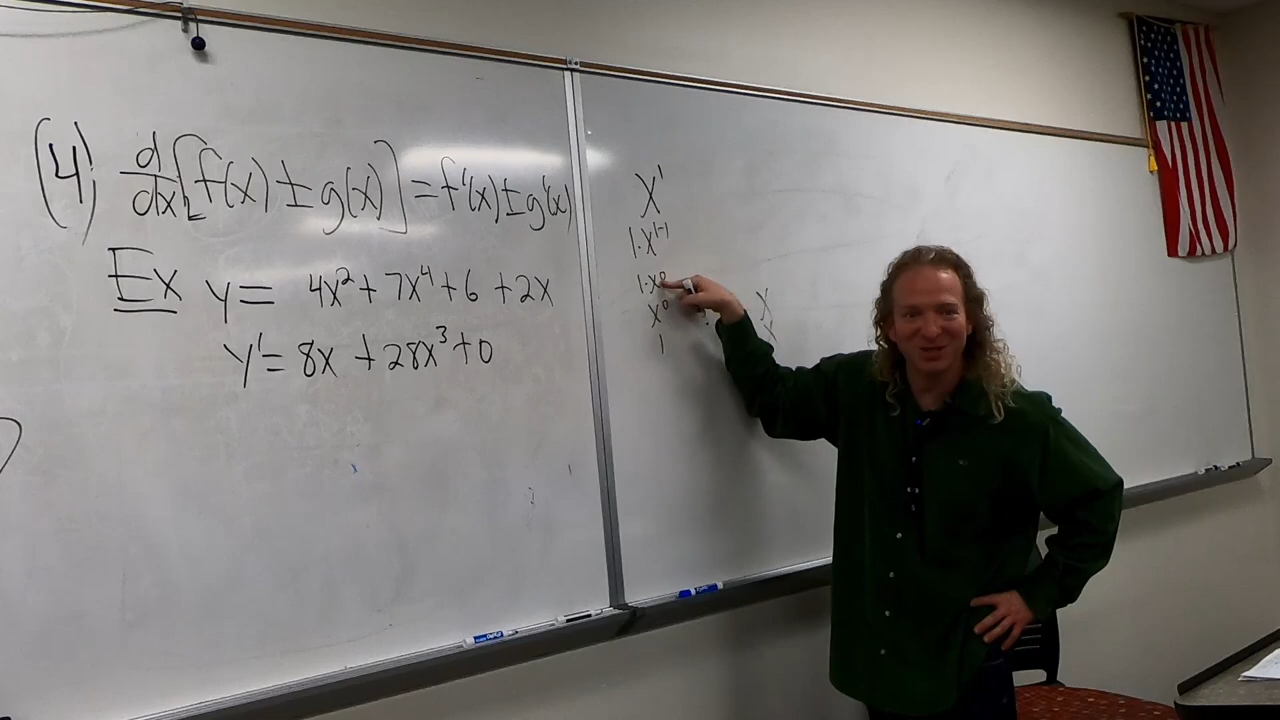 (4) d/dx [f(x) ± g(x)] = f'(x) ± g'(x)
Ex y = 4x² + 7x⁴ + 6 + 2x
y' = 8x + 28x³ + 0
x¹
1·x¹⁻¹
1·x⁰
x⁰
1